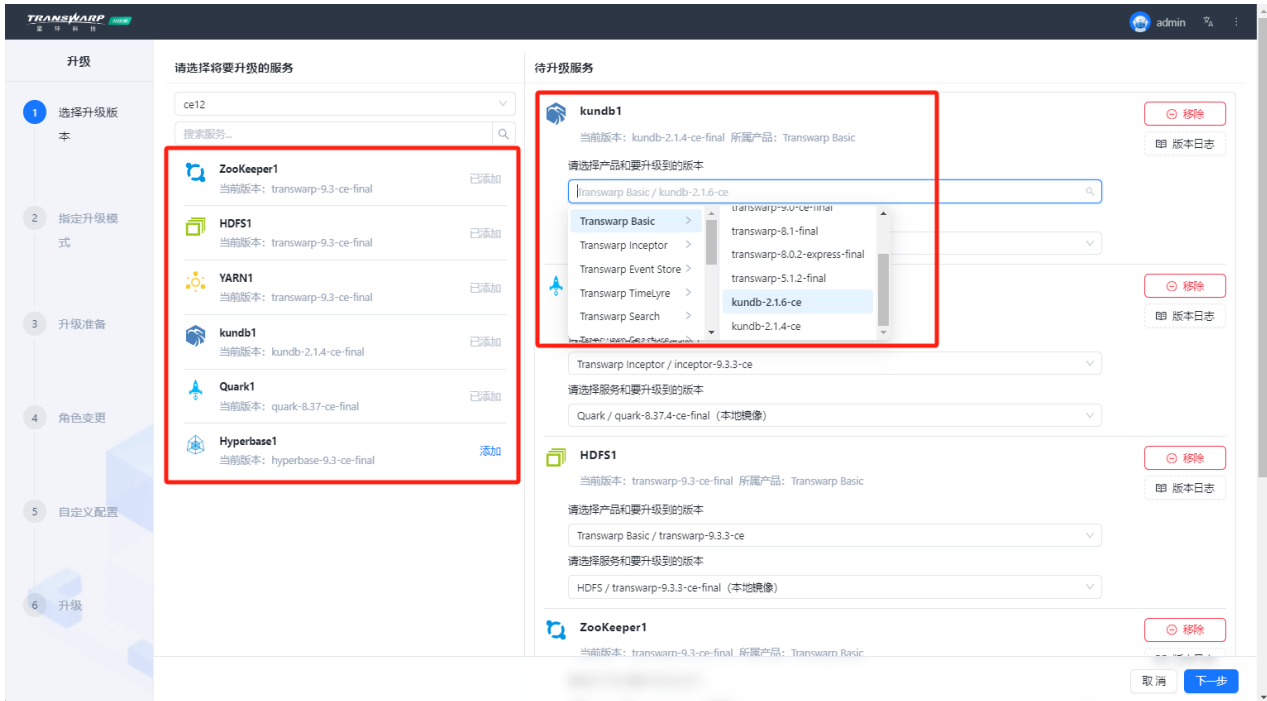 TRANSWARP
星 环 科 技
admin
升级
1 选择升级版
本
2 指定升级模
式
3 升级准备
4 角色变更
5 自定义配置
6 升级
请选择将要升级的服务
ce12
搜索服务...
ZooKeeper1
当前版本：transwarp-9.3-ce-final
已添加
HDFS1
当前版本：transwarp-9.3-ce-final
已添加
YARN1
当前版本：transwarp-9.3-ce-final
已添加
kundb1
当前版本：kundb-2.1.4-ce-final
已添加
Quark1
当前版本：quark-8.37-ce-final
已添加
Hyperbase1
当前版本：hyperbase-9.3-ce-final
添加
待升级服务
kundb1
当前版本：kundb-2.1.4-ce-final 所属产品：Transwarp Basic
移除
版本日志
请选择产品和要升级到的版本
Transwarp Basic / kundb-2.1.6-ce
Transwarp Basic
Transwarp Inceptor
Transwarp Event Store
Transwarp TimeLyre
Transwarp Search
transwarp-9.0-ce-final
transwarp-8.1-final
transwarp-8.0.2-express-final
transwarp-5.1.2-final
kundb-2.1.6-ce
kundb-2.1.4-ce
移除
版本日志
Transwarp Inceptor / inceptor-9.3.3-ce
请选择服务和要升级到的版本
Quark / quark-8.37.4-ce-final（本地镜像）
HDFS1
当前版本：transwarp-9.3-ce-final 所属产品：Transwarp Basic
移除
版本日志
请选择产品和要升级到的版本
Transwarp Basic / transwarp-9.3.3-ce
请选择服务和要升级到的版本
HDFS / transwarp-9.3.3-ce-final（本地镜像）
ZooKeeper1
当前版本：transwarp-9.3-ce-final 所属产品：Transwarp Basic
移除
取消
下一步